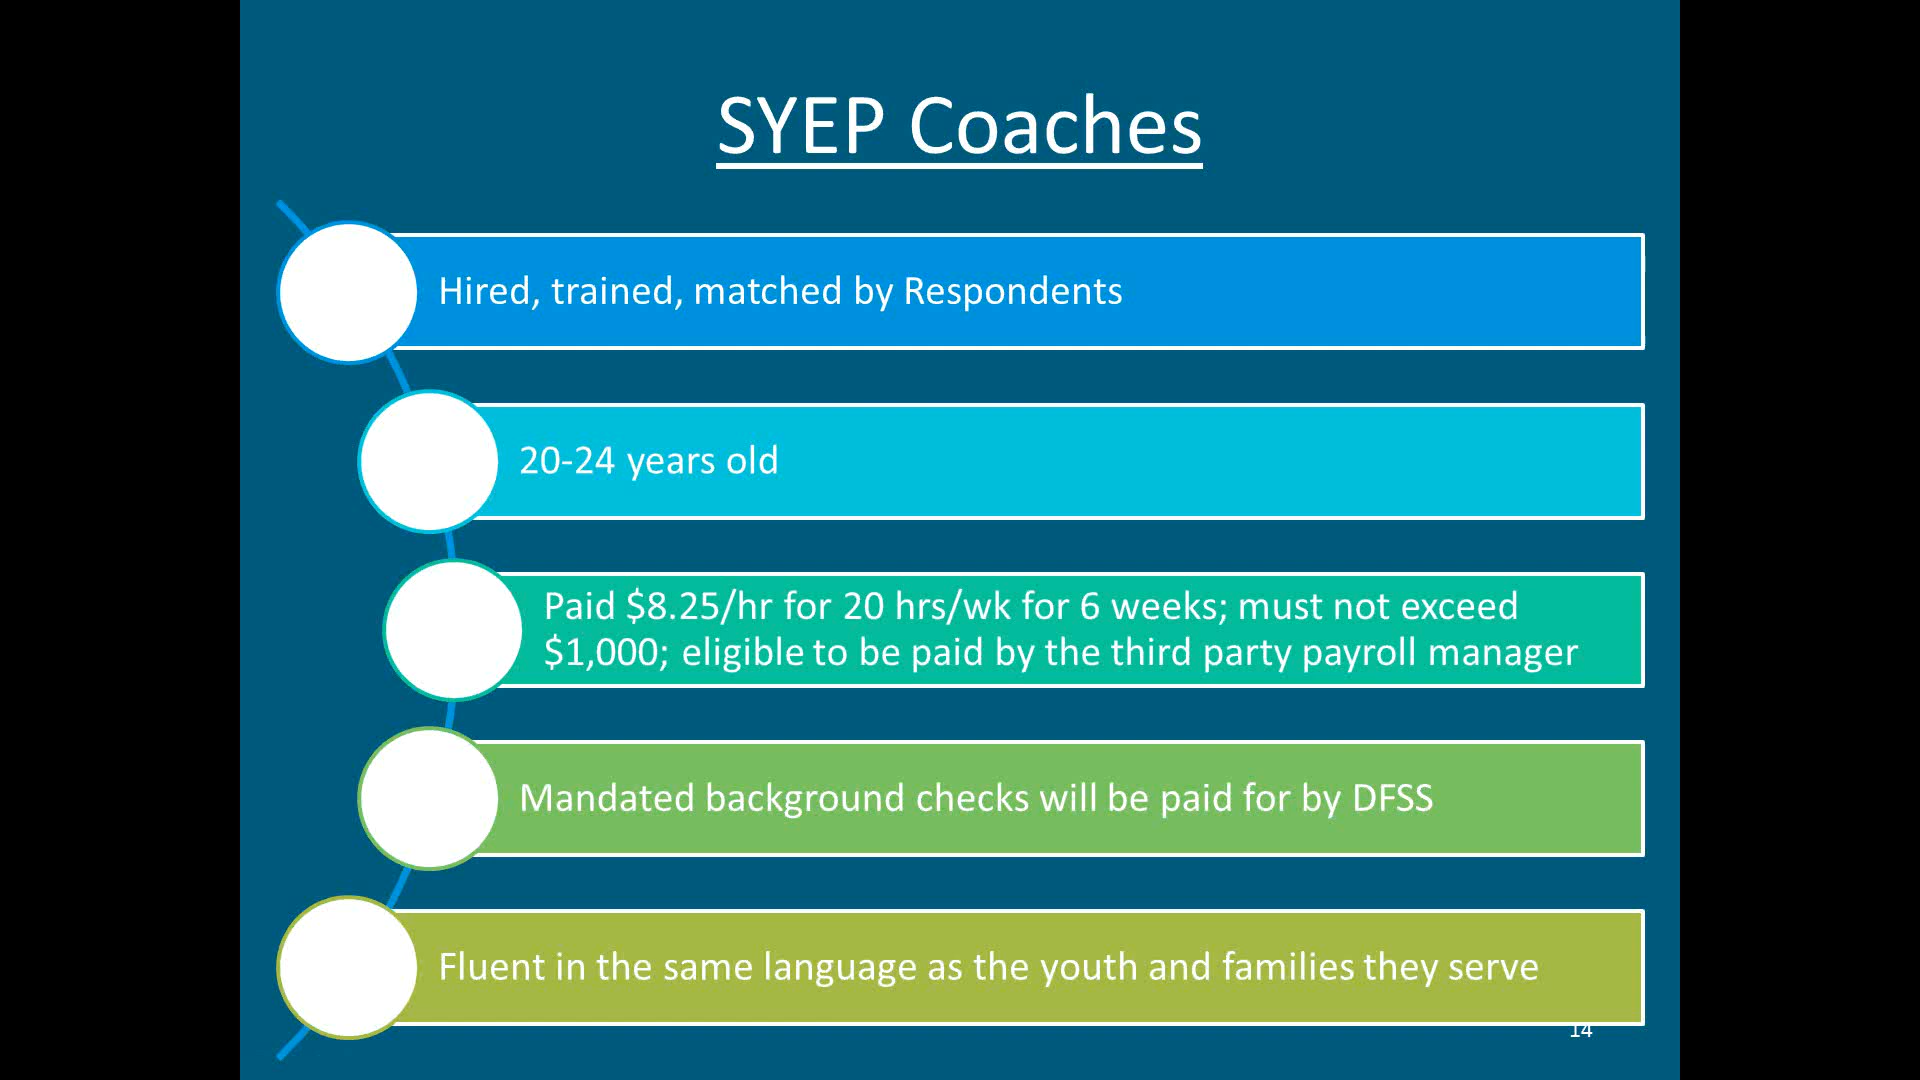 SYEP Coaches
Hired, trained, matched by Respondents
20-24 years old
Paid $8.25/hr for 20 hrs/wk for 6 weeks; must not exceed
$1,000; eligible to be paid by the third party payroll manager
Mandated background checks will be paid for by DFSS
Fluent in the same language as the youth and families they serve
14